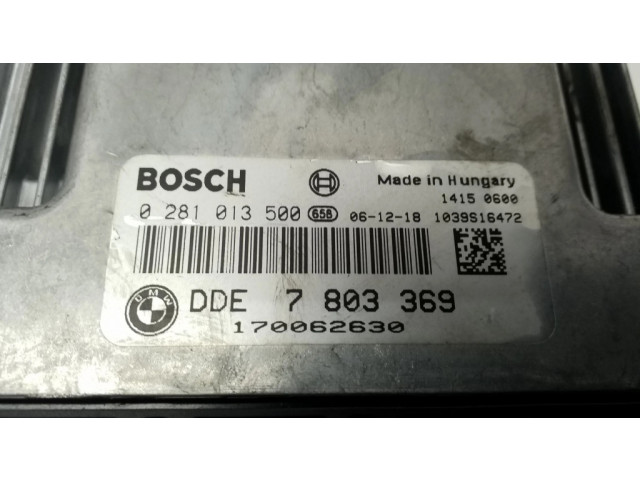 BOSCH Made in Hungary
1415 0600
0 281 013 500 65B 06-12-18 1039S16472
BMW DDE 7 803 369
170062630